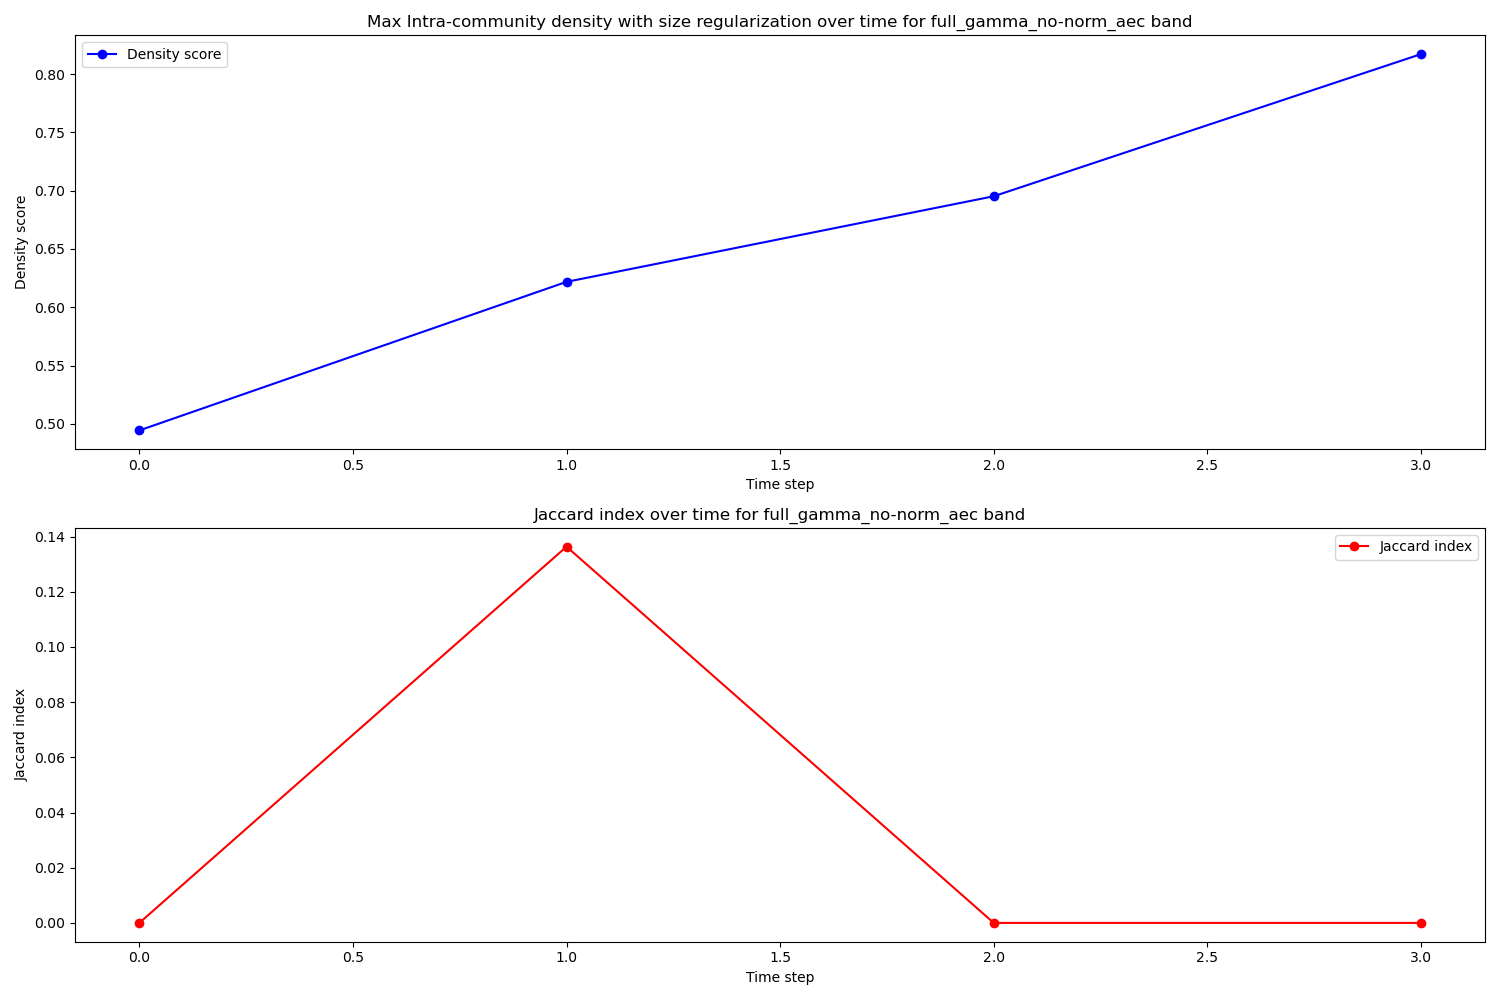 Max Intra-community density with size regularization over time for full_gamma_no-norm_aec band
Density score
0.80
0.75
0.70
0.65
0.60
0.55
0.50
Density score
0.0 0.5 1.0 1.5 2.0 2.5 3.0
Time step
Jaccard index over time for full_gamma_no-norm_aec band
Jaccard index
0.14
0.12
0.10
0.08
0.06
0.04
0.02
0.00
Jaccard index
0.0 0.5 1.0 1.5 2.0 2.5 3.0
Time step